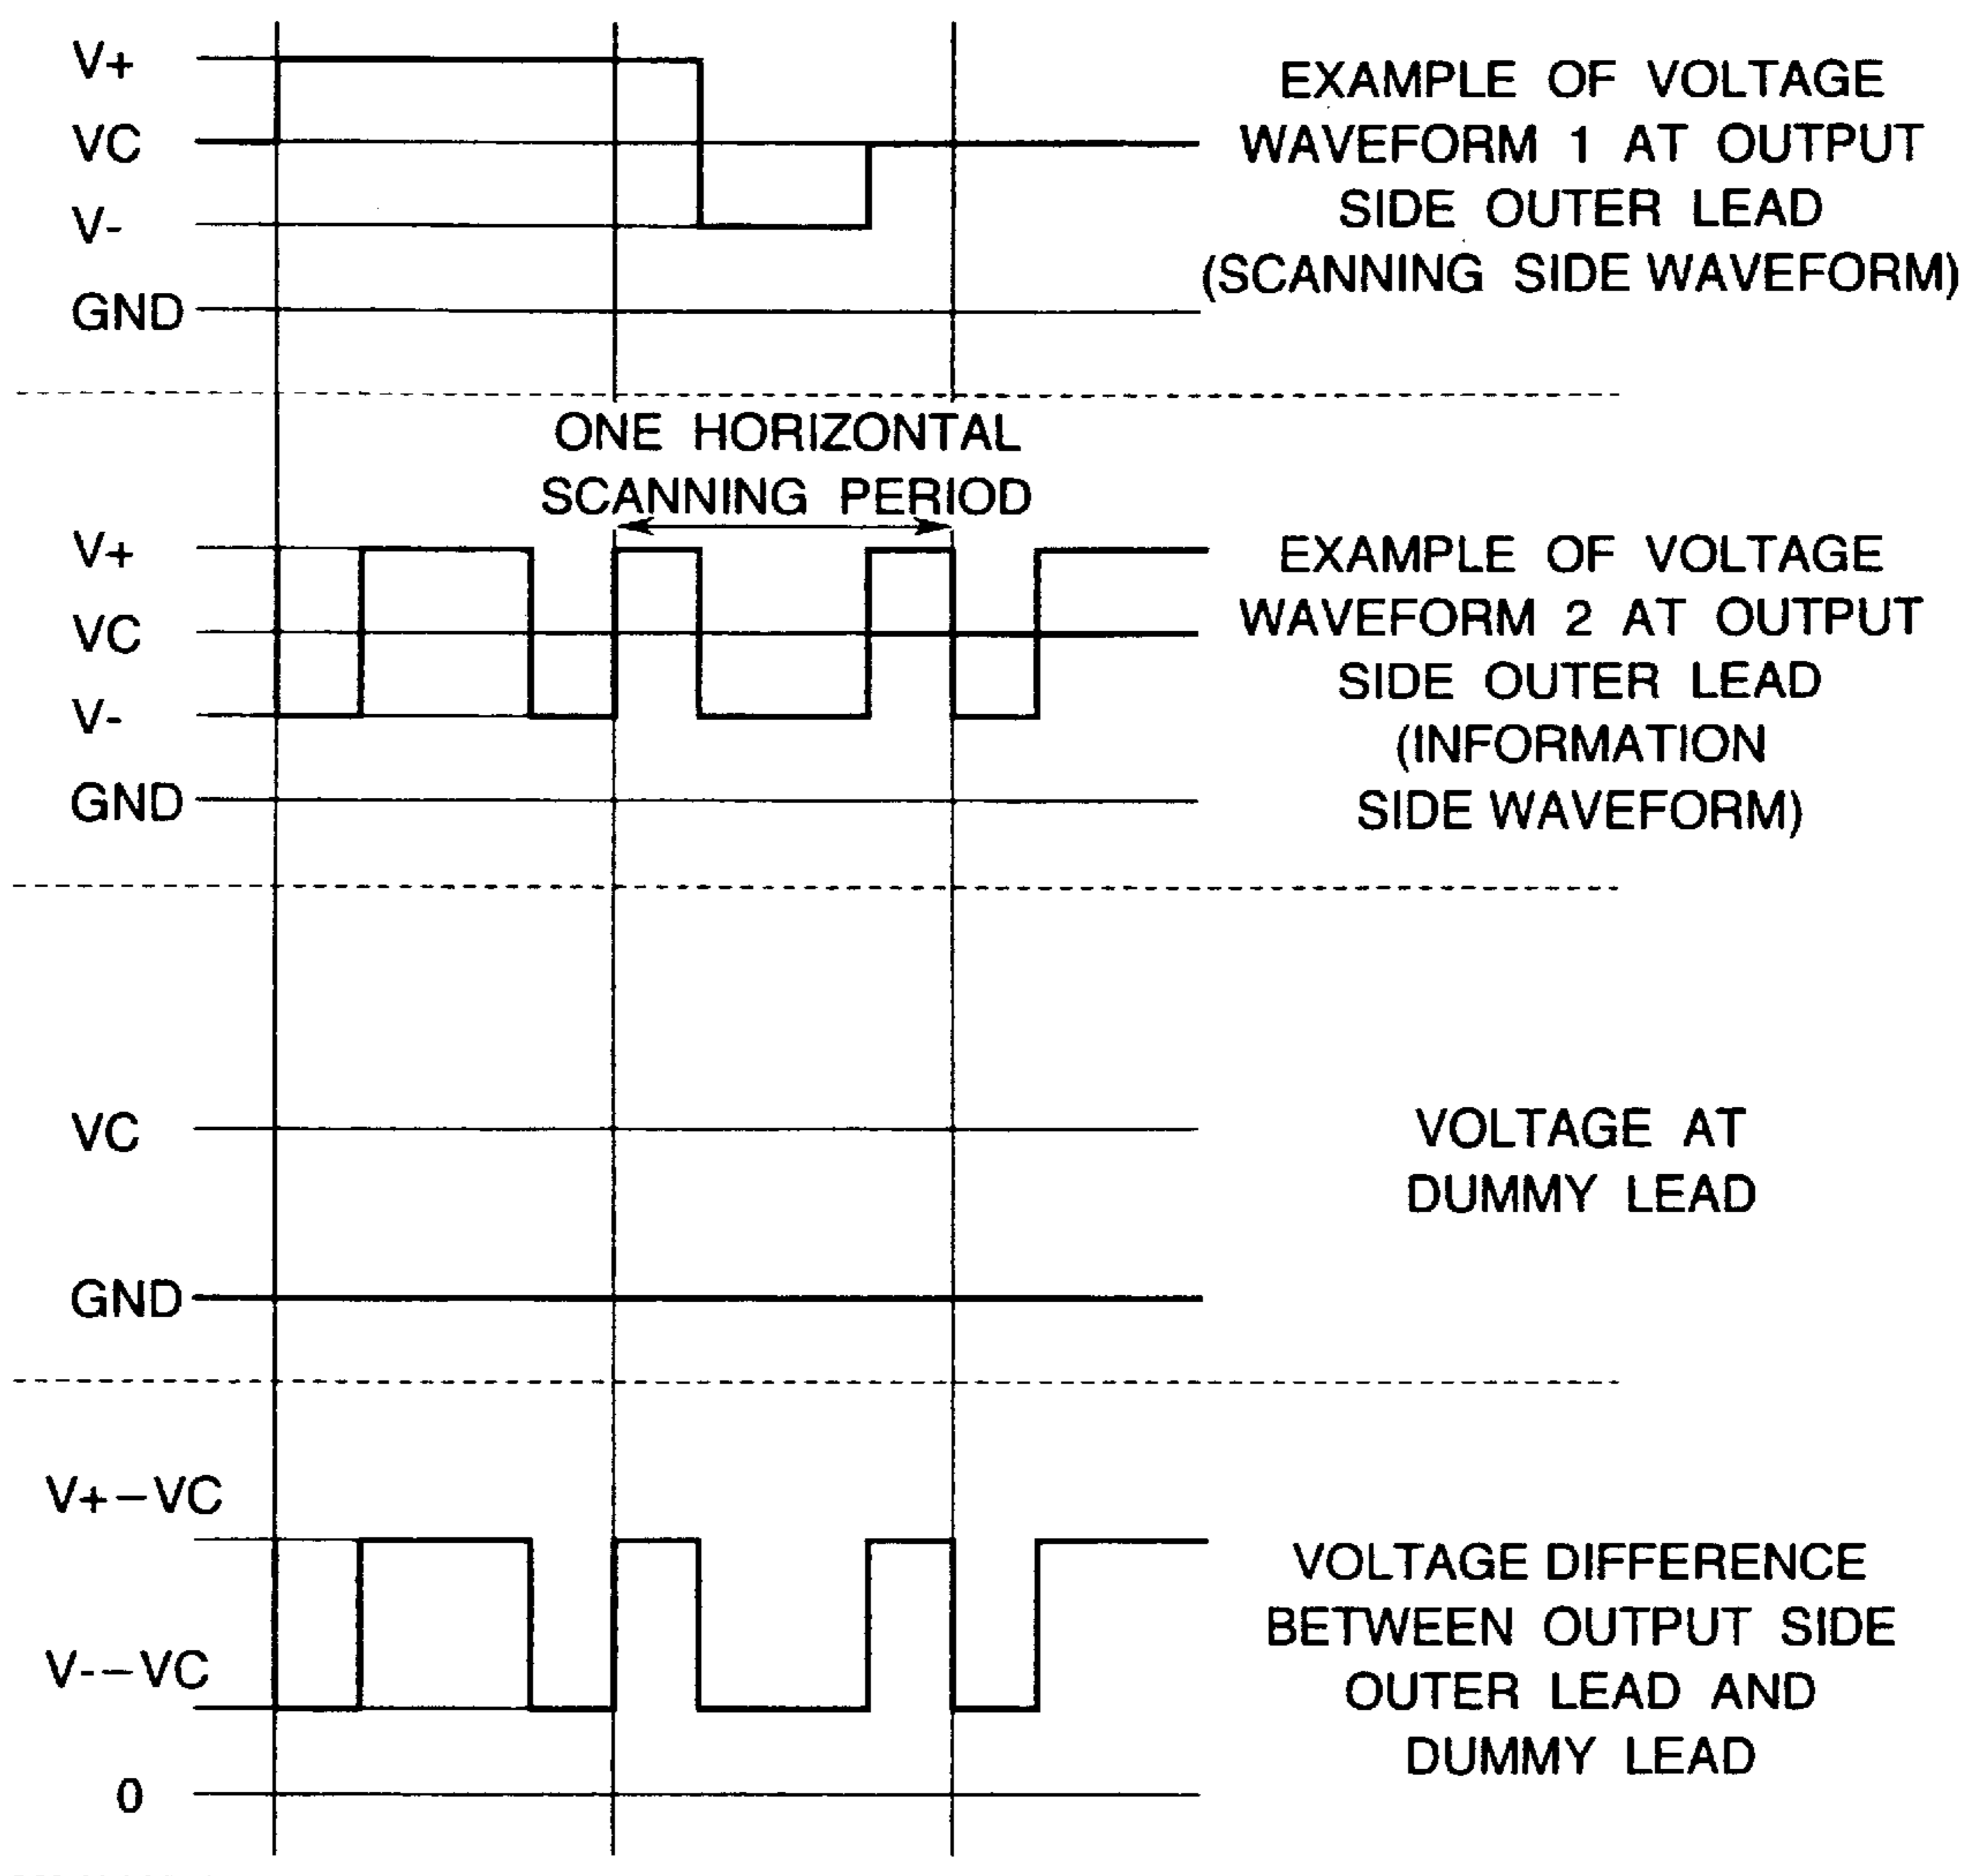 V+
VC
V-
GND
EXAMPLE OF VOLTAGE
WAVEFORM 1 AT OUTPUT
SIDE OUTER LEAD
(SCANNING SIDE WAVEFORM)
ONE HORIZONTAL
SCANNING PERIOD
V+
VC
V-
GND
EXAMPLE OF VOLTAGE
WAVEFORM 2 AT OUTPUT
SIDE OUTER LEAD
(INFORMATION
SIDE WAVEFORM)
VC
GND
VOLTAGE AT
DUMMY LEAD
V+−VC
V-−VC
0
VOLTAGE DIFFERENCE
BETWEEN OUTPUT SIDE
OUTER LEAD AND
DUMMY LEAD